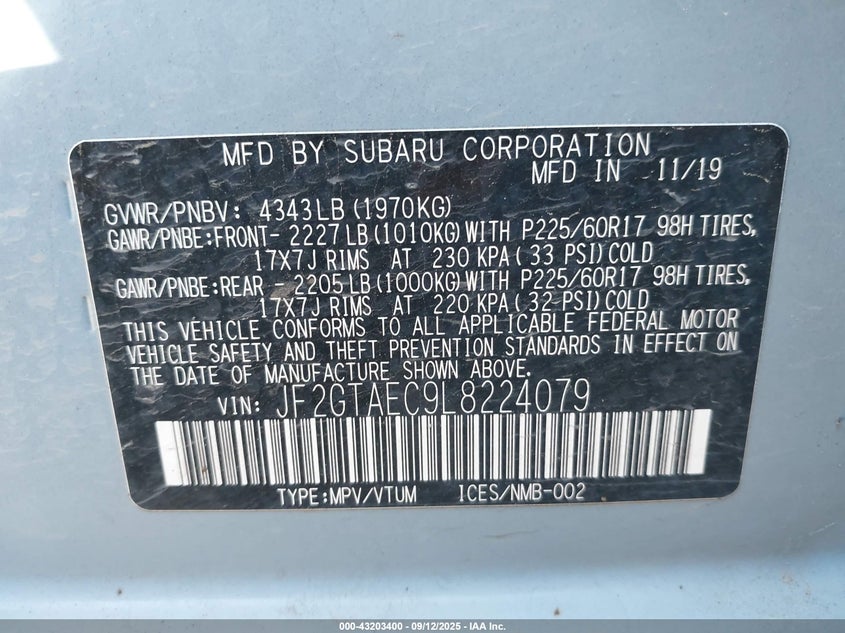 MFD BY SUBARU CORPORATION
MFD IN 11/19
GVWR/PNBV: 4343LB (1970KG)
GAWR/PNBE:FRONT- 2227LB(1010KG)WITH P225/60R17 98H TIRES,
17X7J RIMS AT 230 KPA( 33 PSI)COLD
GAWR/PNBE:REAR - 2205LB(1000KG)WITH P225/60R17 98H TIRES,
17X7J RIMS AT 220 KPA( 32 PSI)COLD
THIS VEHICLE CONFORMS TO ALL APPLICABLE FEDERAL MOTOR
VEHICLE SAFETY AND THEFT PREVENTION STANDARDS IN EFFECT ON
THE DATE OF MANUFACTURE SHOWN ABOVE.
VIN: JF2GTAEC9L8224079
TYPE:MPV/VTUM ICES/NMB-002
000-43203400 - 09/12/2025 - IAA Inc.